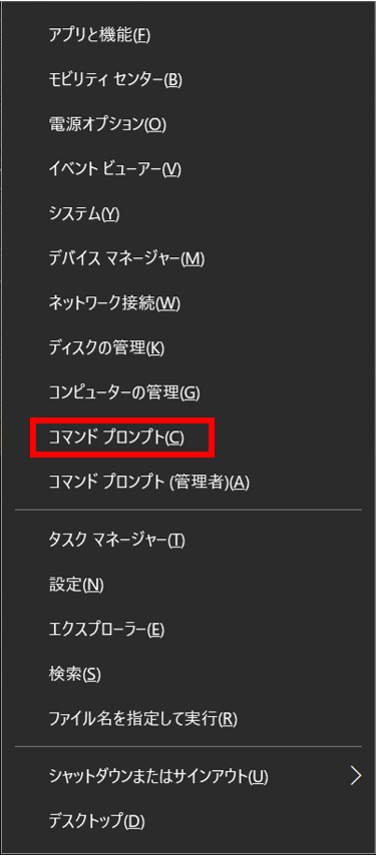 アプリと機能(F)
モビリティ センター(B)
電源オプション(O)
イベント ビューアー(V)
システム(Y)
デバイス マネージャー(M)
ネットワーク接続(W)
ディスクの管理(K)
コンピューターの管理(G)
コマンド プロンプト(C)
コマンド プロンプト (管理者)(A)
タスク マネージャー(T)
設定(N)
エクスプローラー(E)
検索(S)
ファイル名を指定して実行(R)
シャットダウンまたはサインアウト(U)
デスクトップ(D)